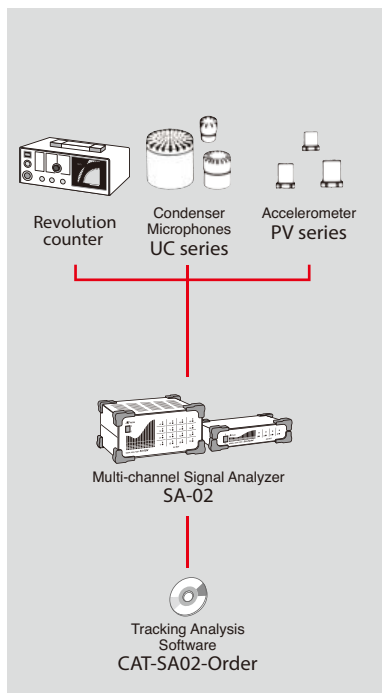 Revolution
counter
Condenser
Microphones
UC series
Accelerometer
PV series
Multi-channel Signal Analyzer
SA-02
Tracking Analysis
Software
CAT-SA02-Order